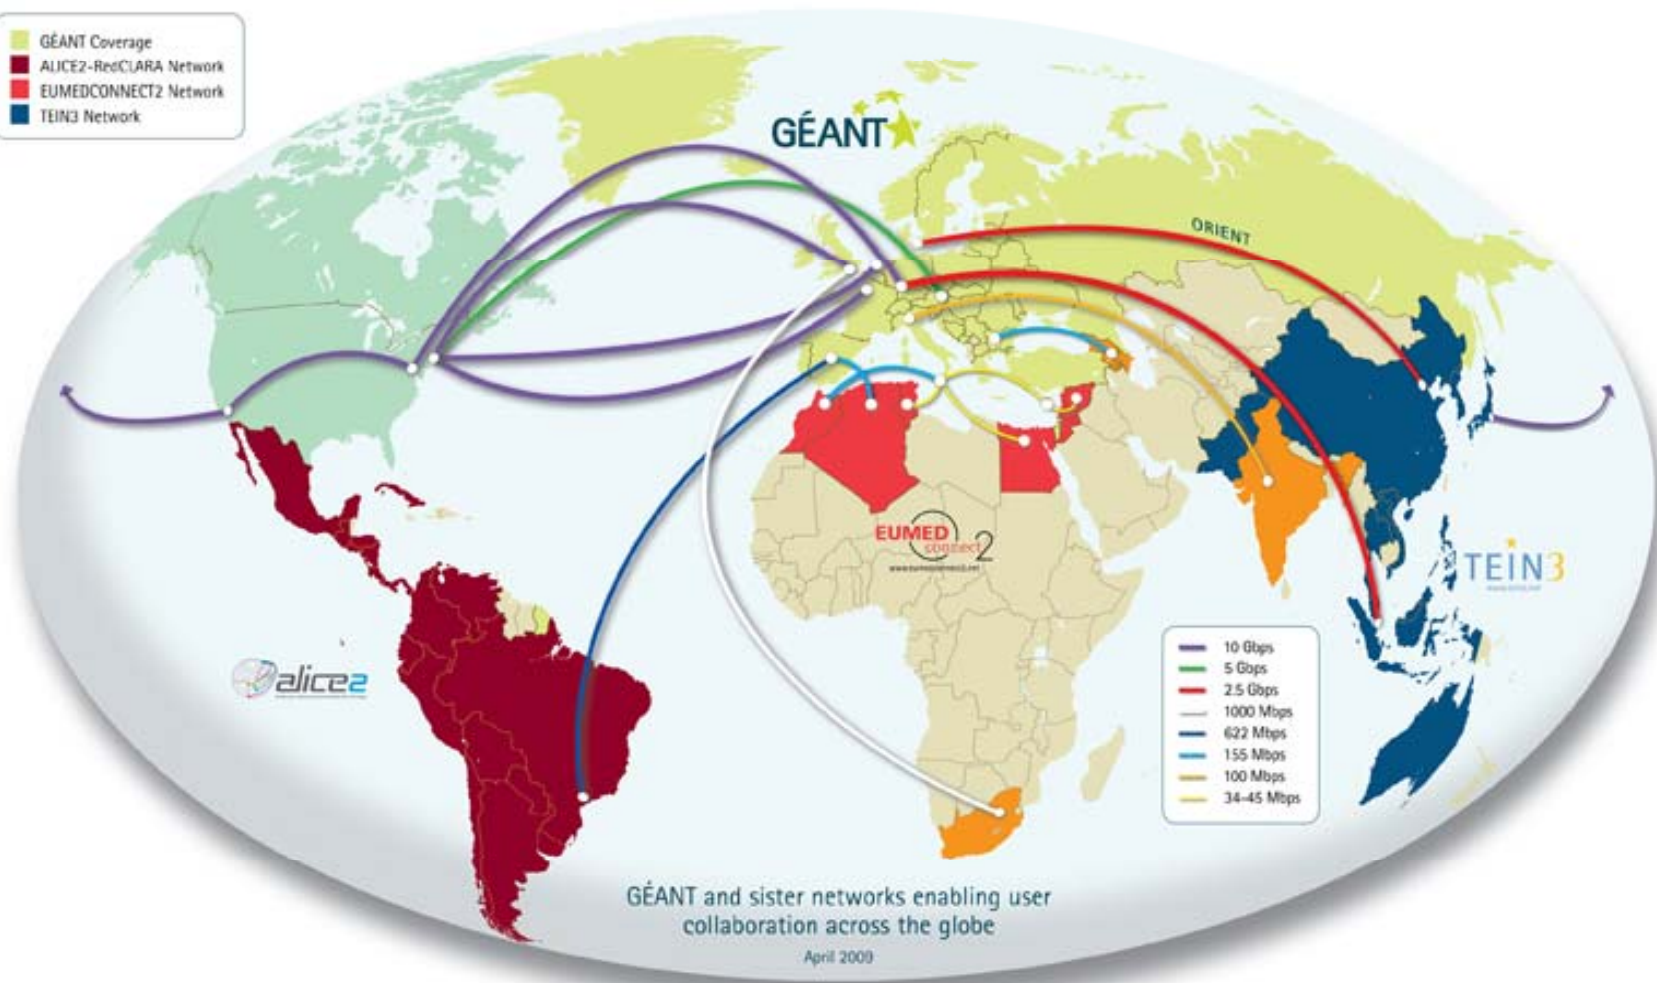 GÉANT Coverage
ALICE2-RedCLARA Network
EUMEDCONNECT2 Network
TEIN3 Network
GÉANT
ORIENT
EUMED
connect2
alice2
TEIN3
10 Gbps
5 Gbps
2.5 Gbps
1000 Mbps
622 Mbps
155 Mbps
100 Mbps
34-45 Mbps
GÉANT and sister networks enabling user
collaboration across the globe
April 2009